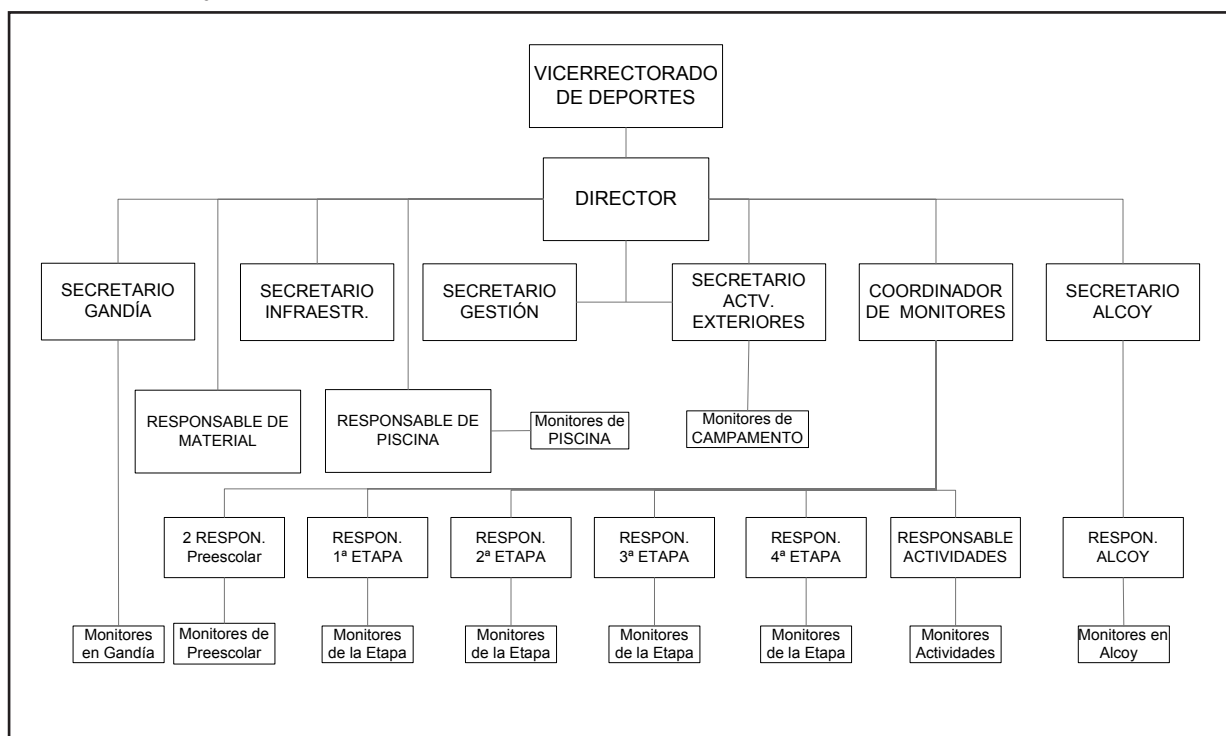 VICERRECTORADO
DE DEPORTES
DIRECTOR
SECRETARIO
GANDÍA
SECRETARIO
INFRAESTR.
SECRETARIO
GESTIÓN
SECRETARIO
ACTV.
EXTERIORES
COORDINADOR
DE MONITORES
SECRETARIO
ALCOY
RESPONSABLE DE
MATERIAL
RESPONSABLE DE
PISCINA
Monitores de
PISCINA
Monitores de
CAMPAMENTO
2 RESPON.
Preescolar
RESPON.
1ª ETAPA
RESPON.
2ª ETAPA
RESPON.
3ª ETAPA
RESPON.
4ª ETAPA
RESPONSABLE
ACTIVIDADES
RESPON.
ALCOY
Monitores
en Gandía
Monitores de
Preescolar
Monitores
de la Etapa
Monitores
de la Etapa
Monitores
de la Etapa
Monitores
de la Etapa
Monitores
Actividades
Monitores en
Alcoy